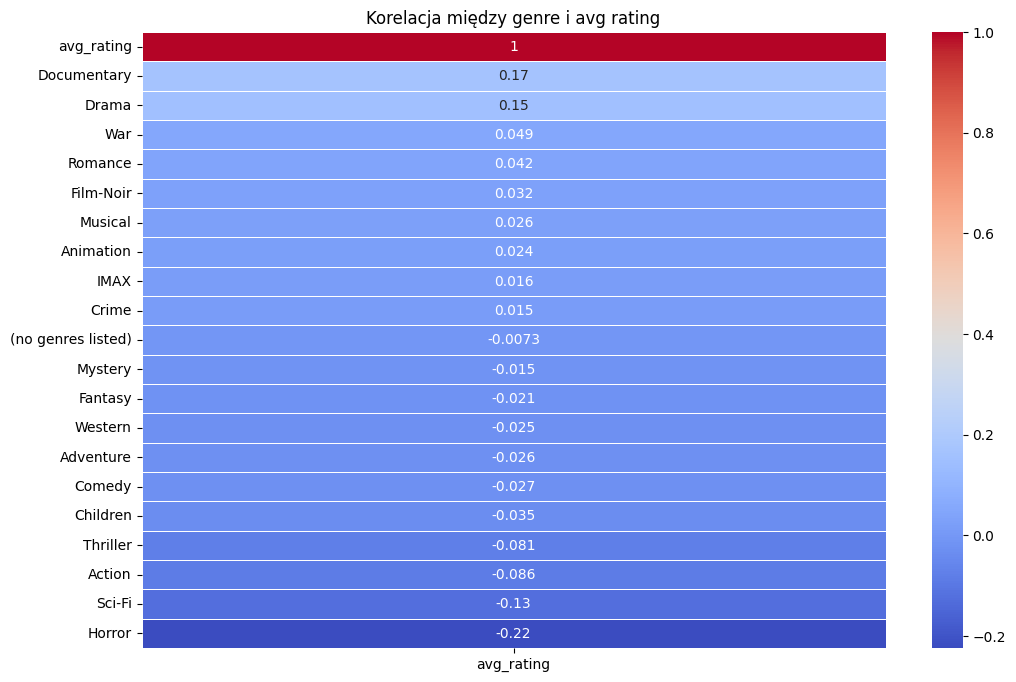 Korelacja między genre i avg rating
avg_rating 1
Documentary 0.17
Drama 0.15
War 0.049
Romance 0.042
Film-Noir 0.032
Musical 0.026
Animation 0.024
IMAX 0.016
Crime 0.015
(no genres listed) -0.0073
Mystery -0.015
Fantasy -0.021
Western -0.025
Adventure -0.026
Comedy -0.027
Children -0.035
Thriller -0.081
Action -0.086
Sci-Fi -0.13
Horror -0.22
avg_rating
1.0
0.8
0.6
0.4
0.2
0.0
−0.2